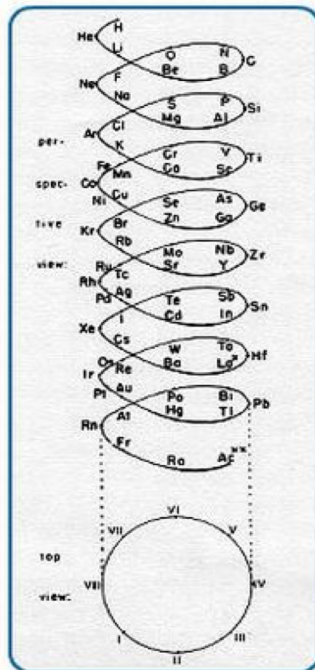 H
He
Li
O N
C
F Be B
Ne
Na
S P
Si
Cl Mg Al
Ar
K
per-
Cr V
Ti
Fe Mn Ca Sc
Co
spec-
Ni Cu
Se As
Ge
Zn Ga
tive
Br
Kr
Rb
Mo Nb
Zr
view:
Ru Tc Sr Y
Rh
Pd Ag
Te Sb
Sn
I Cd In
Xe
Cs
W Ta
Hf
Os Re Ba La*
Ir
Pt Au
Po Bi
Pb
At Hg Tl
Rn
Fr
Ra Ac**
VI
top
VII V
VIII IV
view:
I III
II